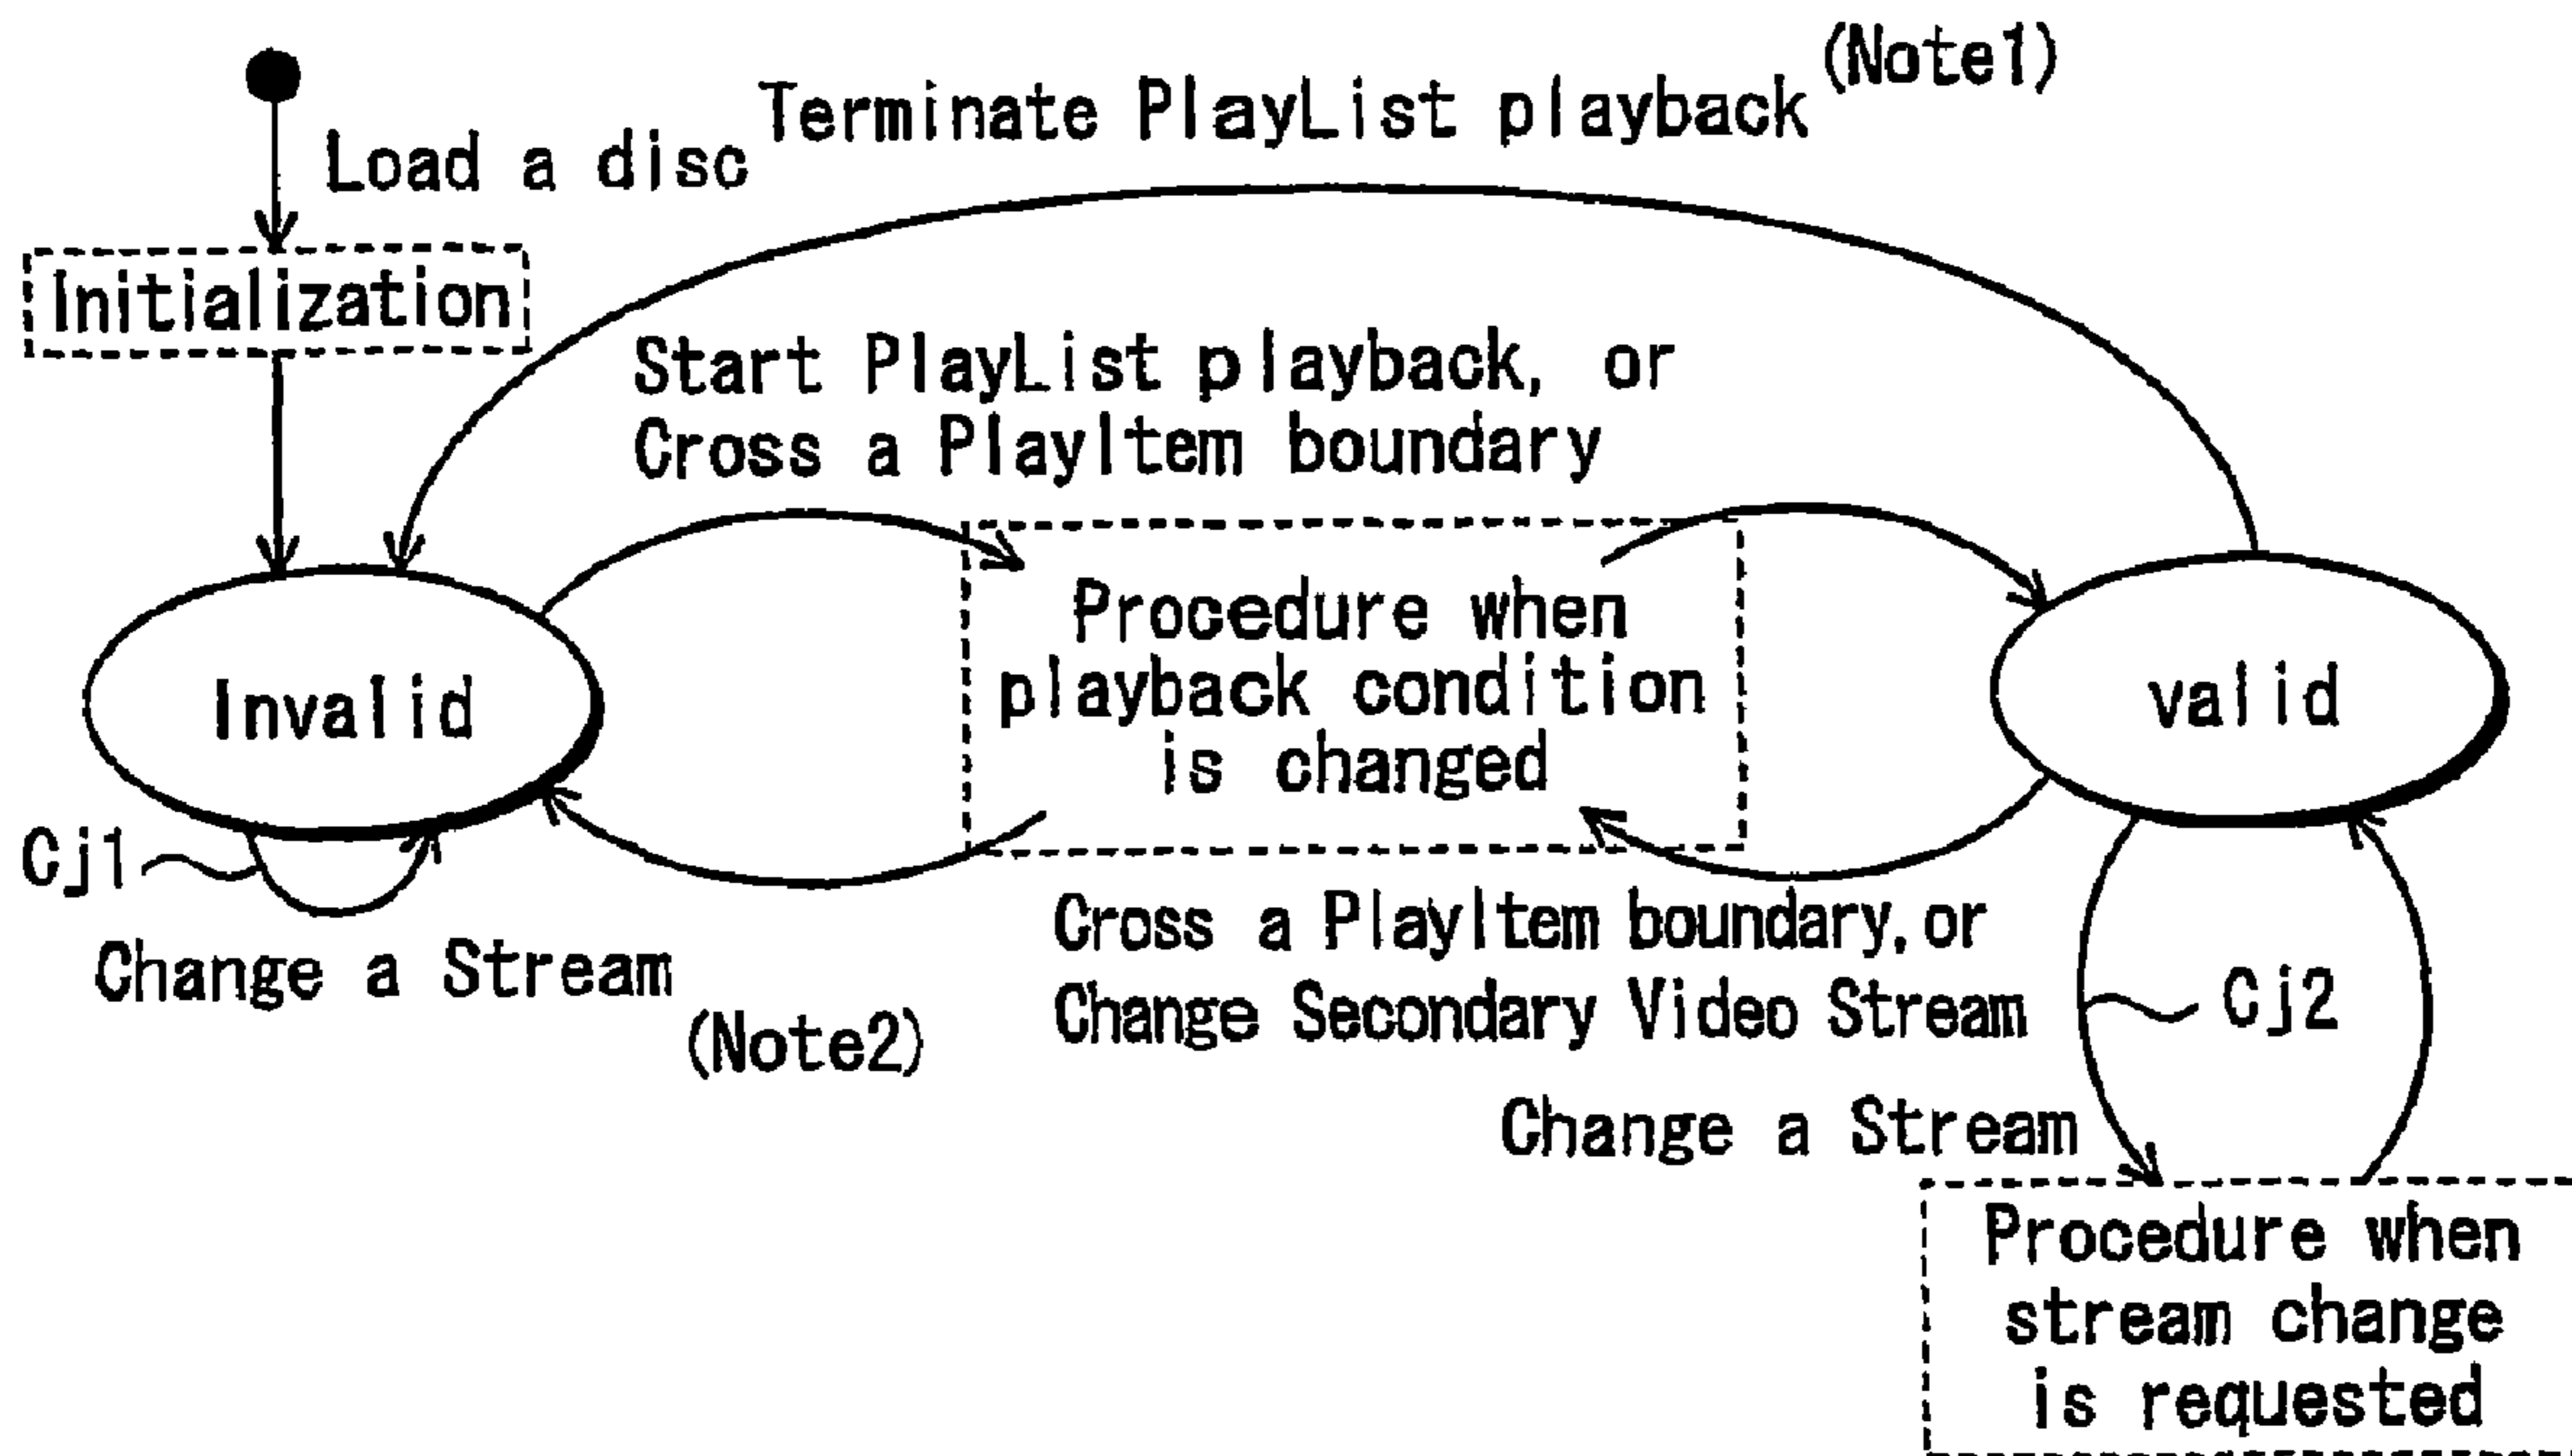 (Note1)
Terminate PlayList playback
Load a disc
Initialization
Start PlayList playback, or
Cross a PlayItem boundary
Procedure when
playback condition
is changed
Invalid
valid
Cj1
Change a Stream
(Note2)
Cross a PlayItem boundary, or
Change Secondary Video Stream
Cj2
Change a Stream
Procedure when
stream change
is requested